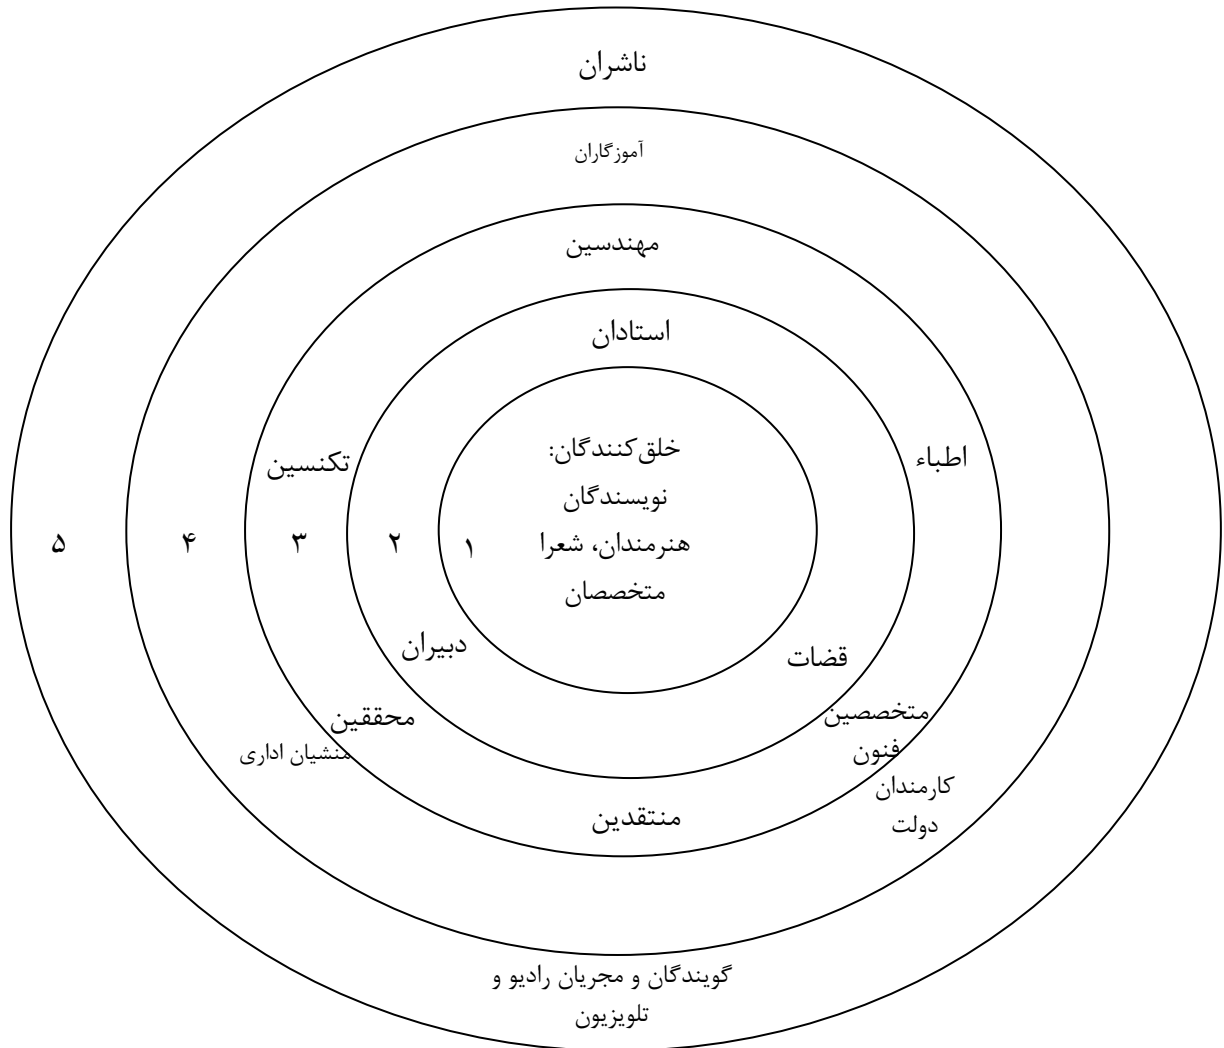 ناشران
آموزگاران
مهندسین
استادان
خلق‌کنندگان:
نویسندگان
هنرمندان، شعرا
متخصصان
تکنسین
اطباء
۵
۴
۳
۲
۱
دبیران
قضات
محققین
متخصصین
فنون
منشیان اداری
کارمندان
دولت
منتقدین
گویندگان و مجریان رادیو و
تلویزیون